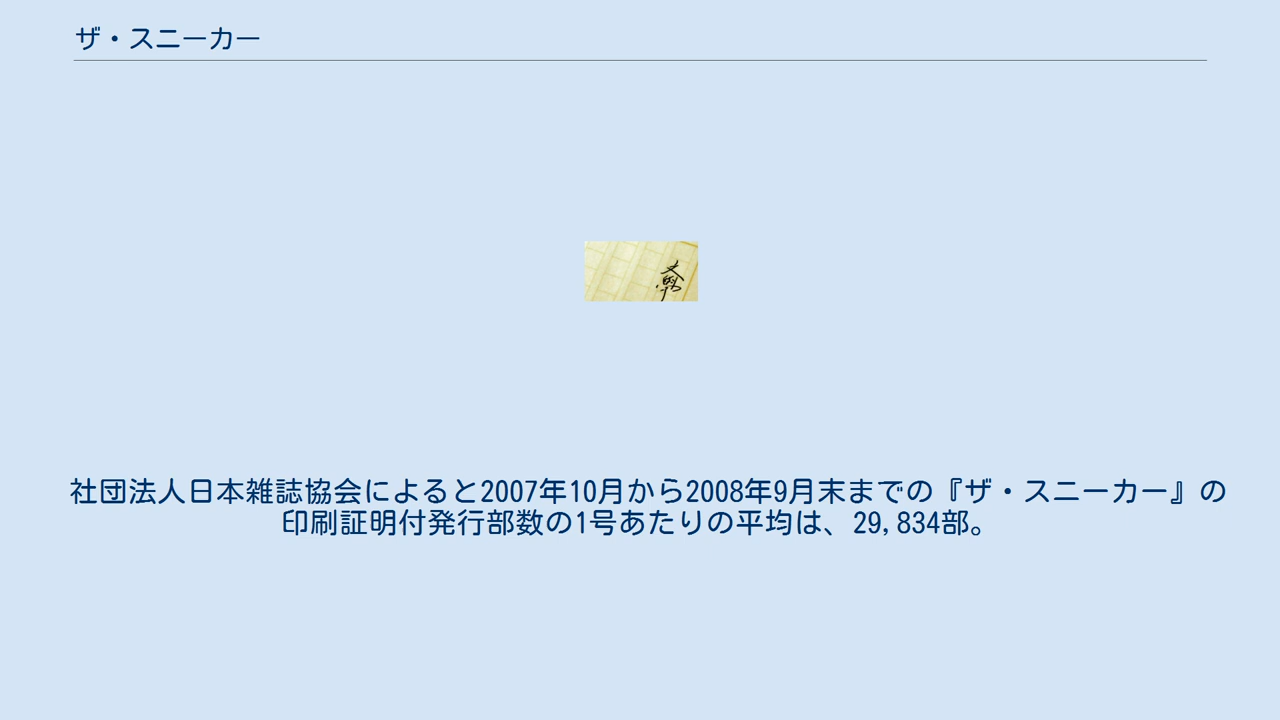 ザ・スニーカー
社団法人日本雑誌協会によると2007年10月から2008年9月末までの『ザ・スニーカー』の
印刷証明付発行部数の1号あたりの平均は、29,834部。